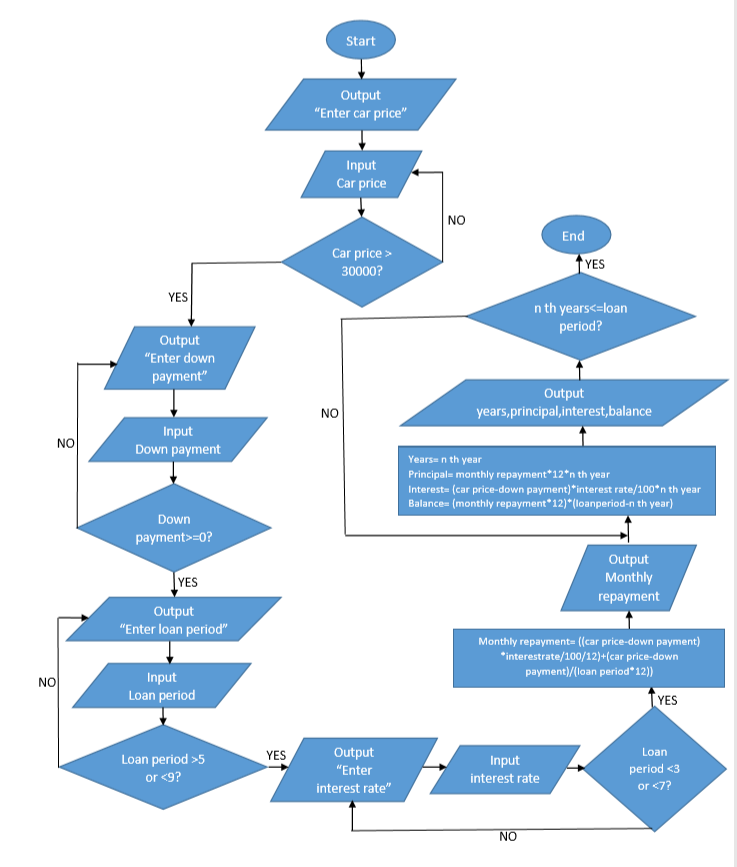 Start
Output
“Enter car price”
Input
Car price
NO
Car price >
30000?
YES
Output
“Enter down
payment”
NO
Input
Down payment
Down
payment>=0?
YES
Output
“Enter loan period”
NO
Input
Loan period
Loan period >5
or <9?
YES
Output
“Enter
interest rate”
Input
interest rate
Loan
period <3
or <7?
NO
YES
Monthly repayment= ((car price-down payment)
*interestrate/100/12)+(car price-down
payment)/(loan period*12))
Output
Monthly
repayment
Years= n th year
Principal= monthly repayment*12*n th year
Interest= (car price-down payment)*interest rate/100*n th year
Balance= (monthly repayment*12)*(loanperiod-n th year)
Output
years,principal,interest,balance
NO
n th years<=loan
period?
YES
End